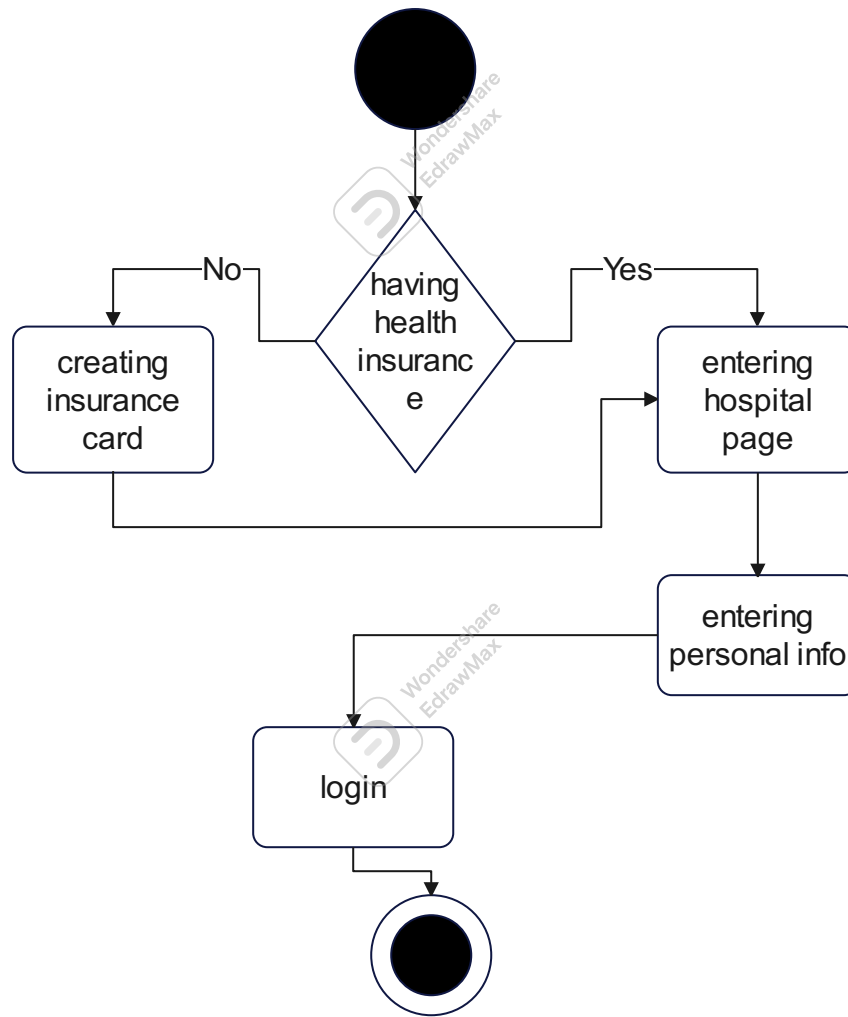 Wondershare
EdrawMax
No
Yes
having
health
insuranc
e
creating
insurance
card
entering
hospital
page
entering
personal info
Wondershare
EdrawMax
login